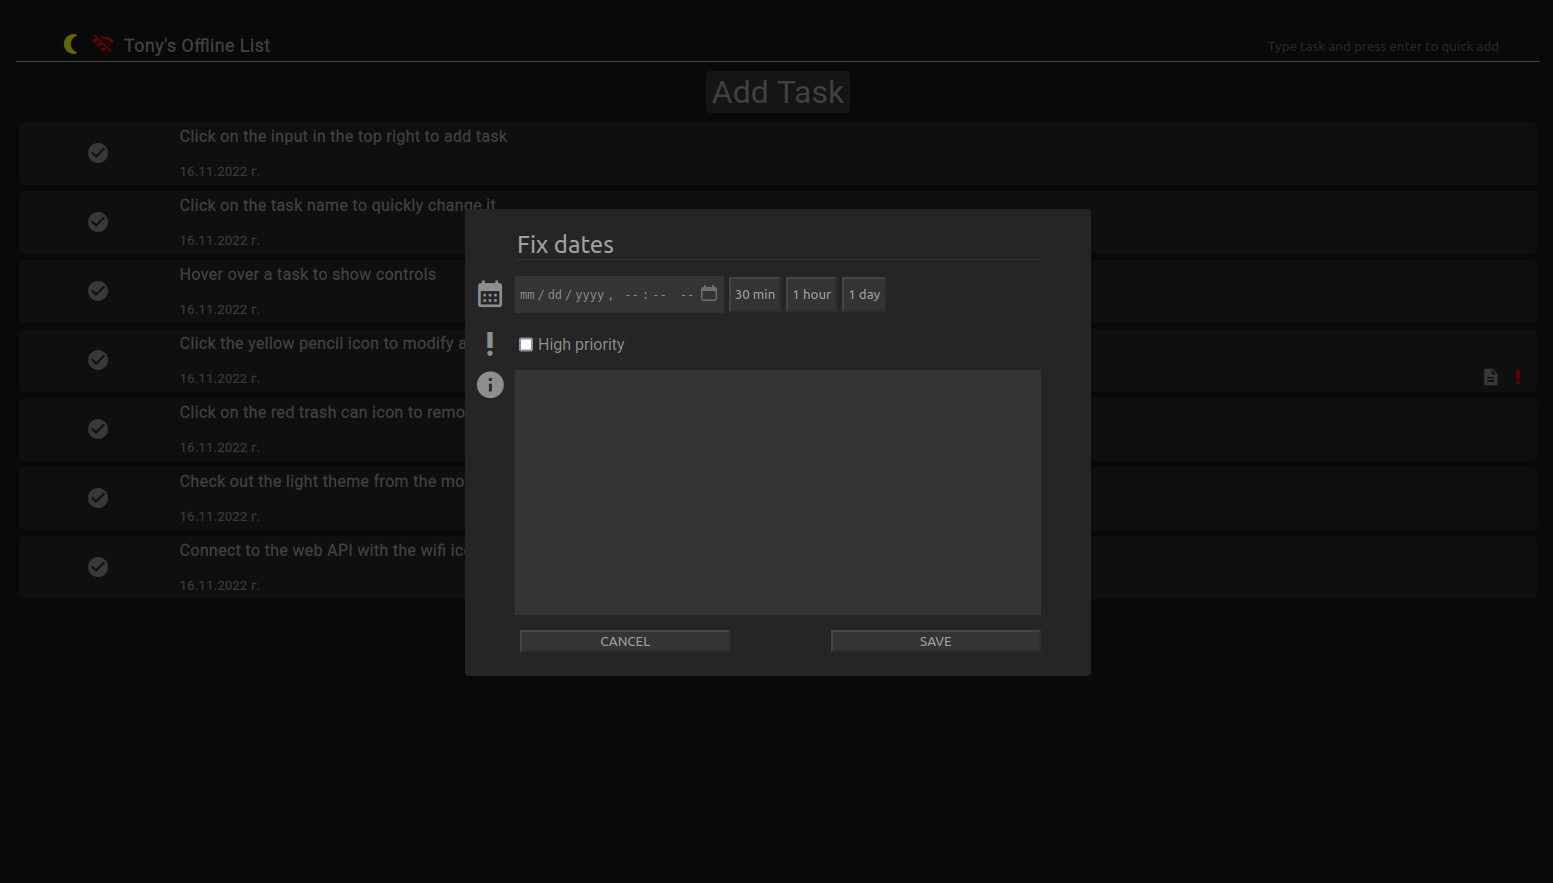 Tony's Offline List
Type task and press enter to quick add
Add Task
Click on the input in the top right to add task
16.11.2022 г.
Click on the task name to quickly change it
16.11.2022 г.
Hover over a task to show controls
16.11.2022 г.
Click the yellow pencil icon to modify a
16.11.2022 г.
Click on the red trash can icon to remo
16.11.2022 г.
Check out the light theme from the mo
16.11.2022 г.
Connect to the web API with the wifi ic
16.11.2022 г.
Fix dates
mm/dd/yyyy, --:-- --
30 min
1 hour
1 day
High priority
CANCEL
SAVE